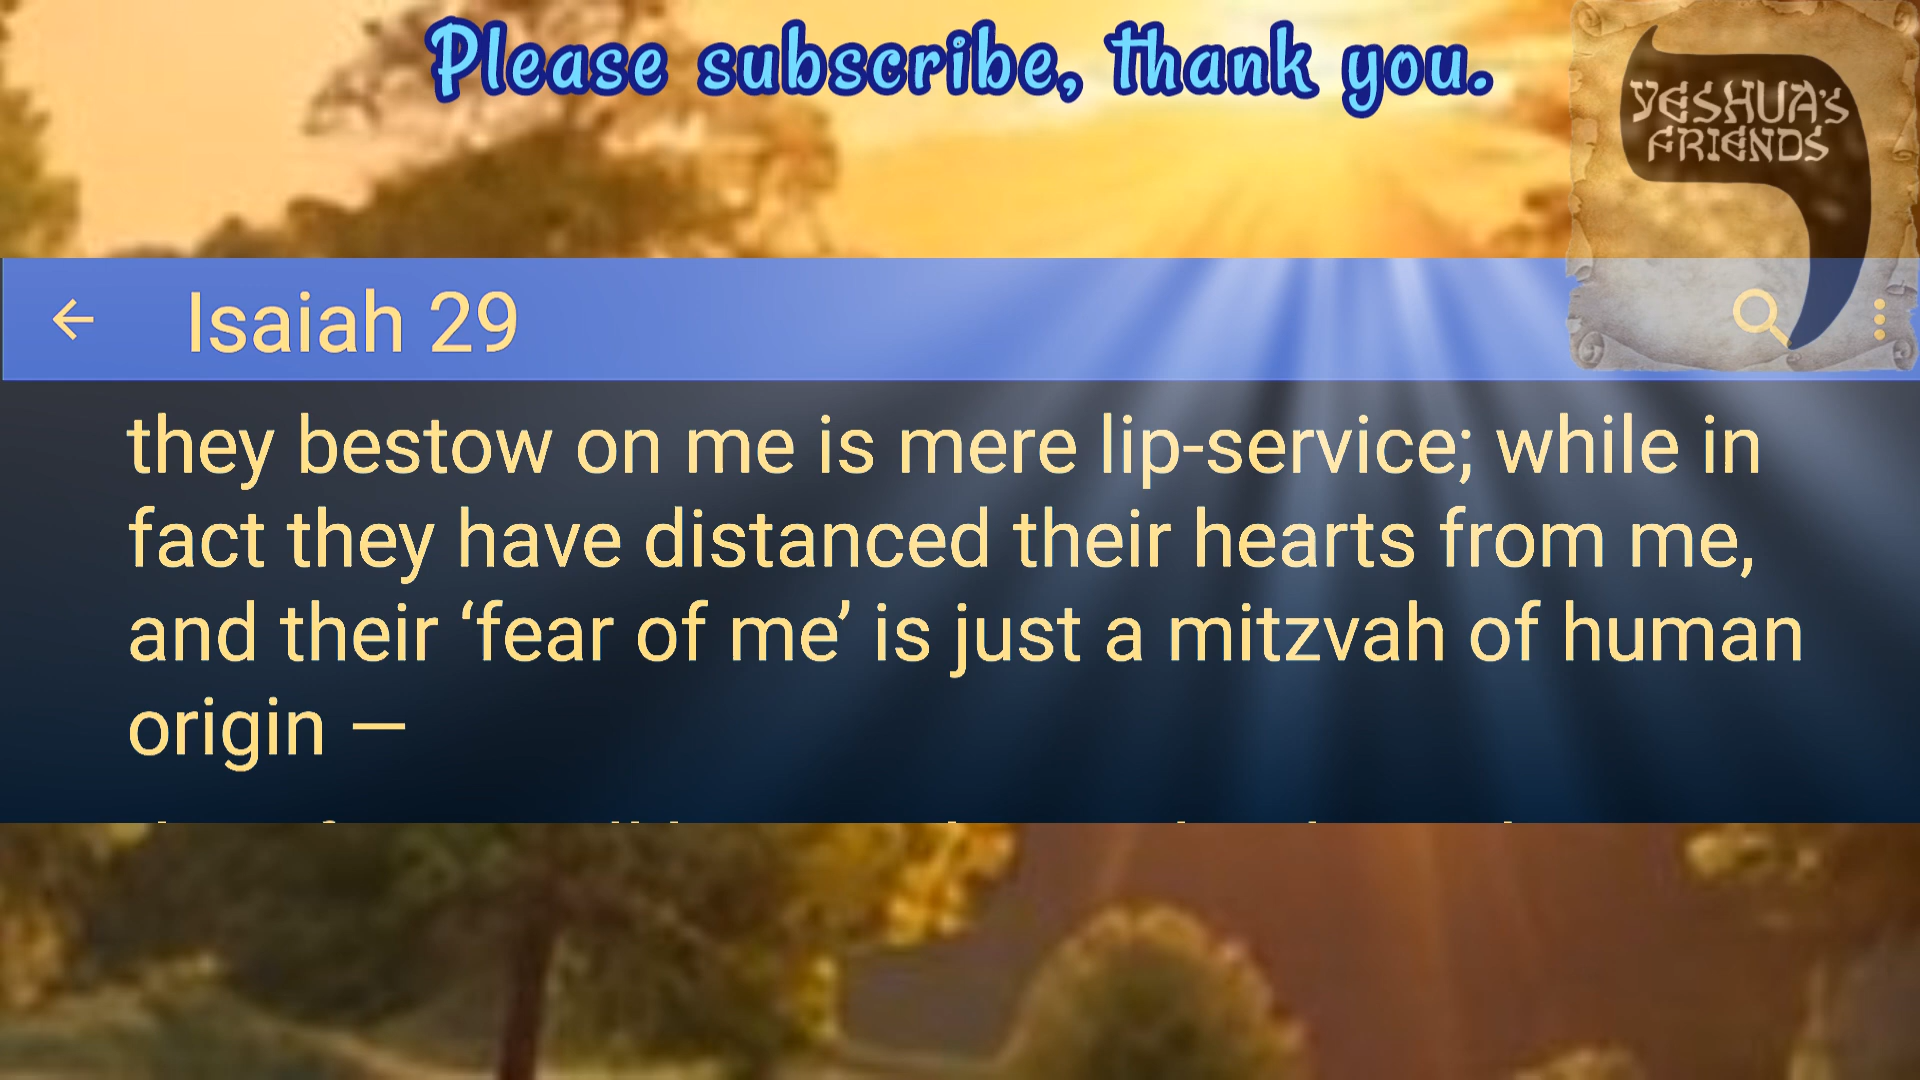 Please subscribe, thank you.
YESHUA'S
FRIENDS
Isaiah 29
they bestow on me is mere lip-service; while in
fact they have distanced their hearts from me,
and their ‘fear of me’ is just a mitzvah of human
origin —